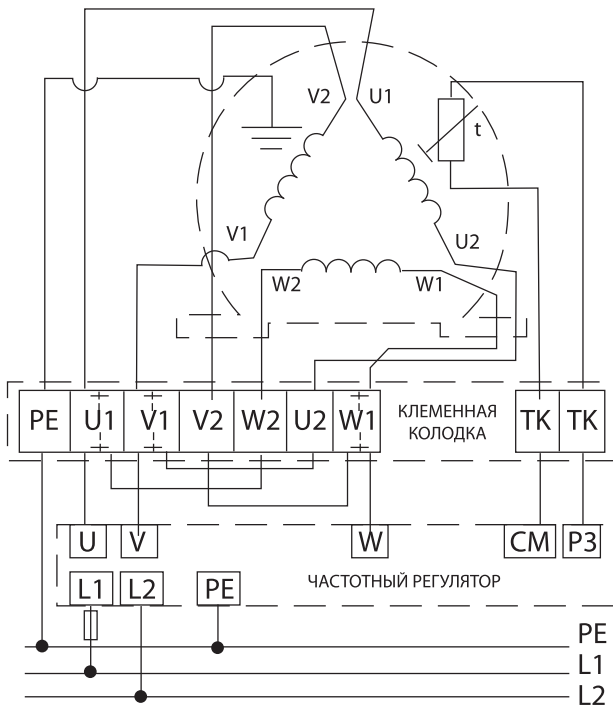 V2 U1
t
V1 U2
W2 W1
PE U1 V1 V2 W2 U2 W1 КЛЕМЕННАЯ КОЛОДКА TK TK
U V W CM P3
L1 L2 PE ЧАСТОТНЫЙ РЕГУЛЯТОР
PE
L1
L2